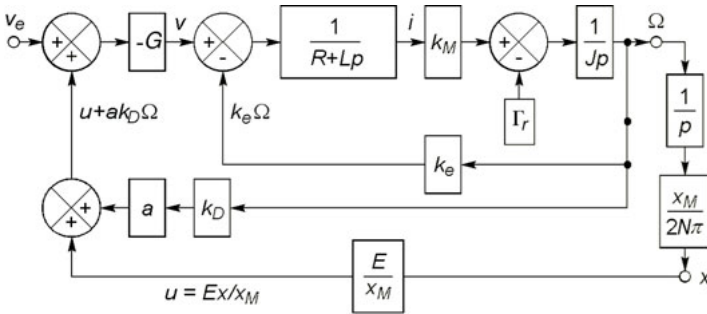 v_e
+
+
-G
v
+
-
1
R+Lp
i
k_M
+
-
1
Jp
Ω
Γ_r
u+ak_DΩ
k_eΩ
1
p
k_e
+
+
a
k_D
x_M
2Nπ
E
x_M
u = Ex/x_M
x